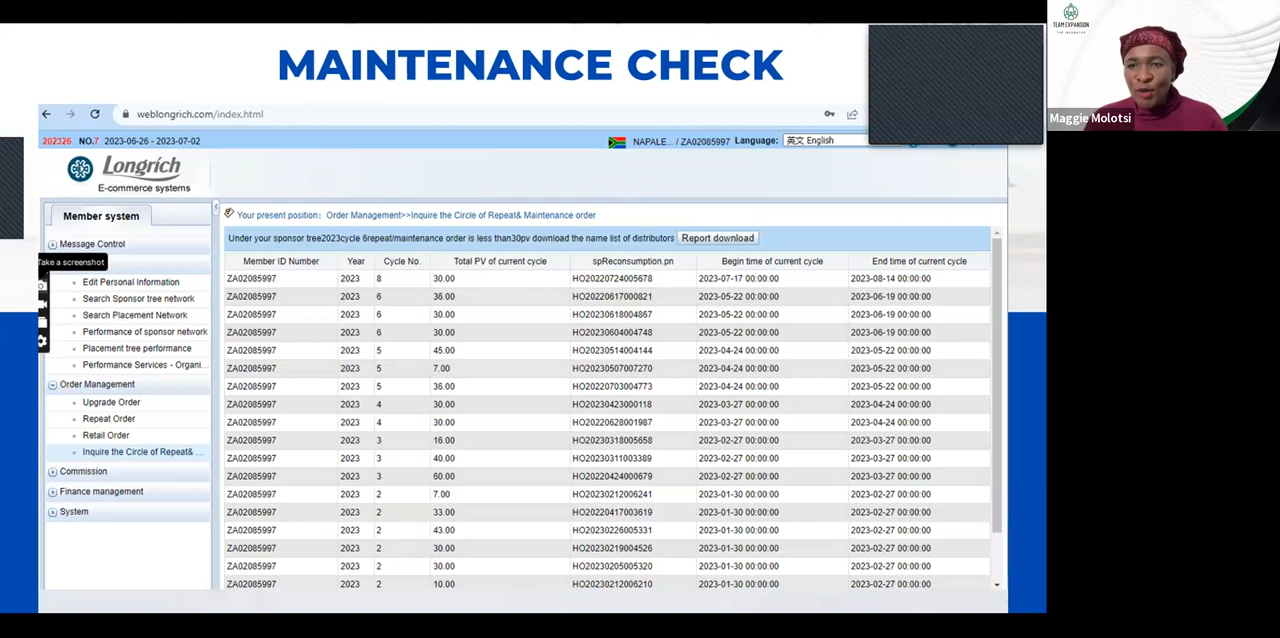 MAINTENANCE CHECK
TEAM EXPANSION
Maggie Molotsi
weblongrich.com/index.html
202326 NO.7 2023-06-26 - 2023-07-02
NAPALE... / ZA02085997 Language: 英文 English
Longrich
E-commerce systems
Member system
Message Control
Take a screenshot
Edit Personal Information
Search Sponsor tree network
Search Placement Network
Performance of sponsor network
Placement tree performance
Performance Services - Organi...
Order Management
Upgrade Order
Repeat Order
Retail Order
Inquire the Circle of Repeat& ...
Commission
Finance management
System
Your present position: Order Management>>Inquire the Circle of Repeat& Maintenance order
Under your sponsor tree2023cycle 6repeat/maintenance order is less than30pv download the name list of distributors Report download
Member ID Number Year Cycle No. Total PV of current cycle spReconsumption.pn Begin time of current cycle End time of current cycle
ZA02085997 2023 8 30.00 HO20220724005678 2023-07-17 00:00:00 2023-08-14 00:00:00
ZA02085997 2023 6 36.00 HO20220617000821 2023-05-22 00:00:00 2023-06-19 00:00:00
ZA02085997 2023 6 30.00 HO20230618004867 2023-05-22 00:00:00 2023-06-19 00:00:00
ZA02085997 2023 6 30.00 HO20230604004748 2023-05-22 00:00:00 2023-06-19 00:00:00
ZA02085997 2023 5 45.00 HO20230514004144 2023-04-24 00:00:00 2023-05-22 00:00:00
ZA02085997 2023 5 7.00 HO20230507007270 2023-04-24 00:00:00 2023-05-22 00:00:00
ZA02085997 2023 5 36.00 HO20220703004773 2023-04-24 00:00:00 2023-05-22 00:00:00
ZA02085997 2023 4 30.00 HO20230423000118 2023-03-27 00:00:00 2023-04-24 00:00:00
ZA02085997 2023 4 30.00 HO20220628001987 2023-03-27 00:00:00 2023-04-24 00:00:00
ZA02085997 2023 3 16.00 HO20230318005658 2023-02-27 00:00:00 2023-03-27 00:00:00
ZA02085997 2023 3 40.00 HO20230311003389 2023-02-27 00:00:00 2023-03-27 00:00:00
ZA02085997 2023 3 60.00 HO20220424000679 2023-02-27 00:00:00 2023-03-27 00:00:00
ZA02085997 2023 2 7.00 HO20230212006241 2023-01-30 00:00:00 2023-02-27 00:00:00
ZA02085997 2023 2 33.00 HO20220417003619 2023-01-30 00:00:00 2023-02-27 00:00:00
ZA02085997 2023 2 43.00 HO20230226005331 2023-01-30 00:00:00 2023-02-27 00:00:00
ZA02085997 2023 2 30.00 HO20230219004526 2023-01-30 00:00:00 2023-02-27 00:00:00
ZA02085997 2023 2 30.00 HO20230205005320 2023-01-30 00:00:00 2023-02-27 00:00:00
ZA02085997 2023 2 10.00 HO20230212006210 2023-01-30 00:00:00 2023-02-27 00:00:00